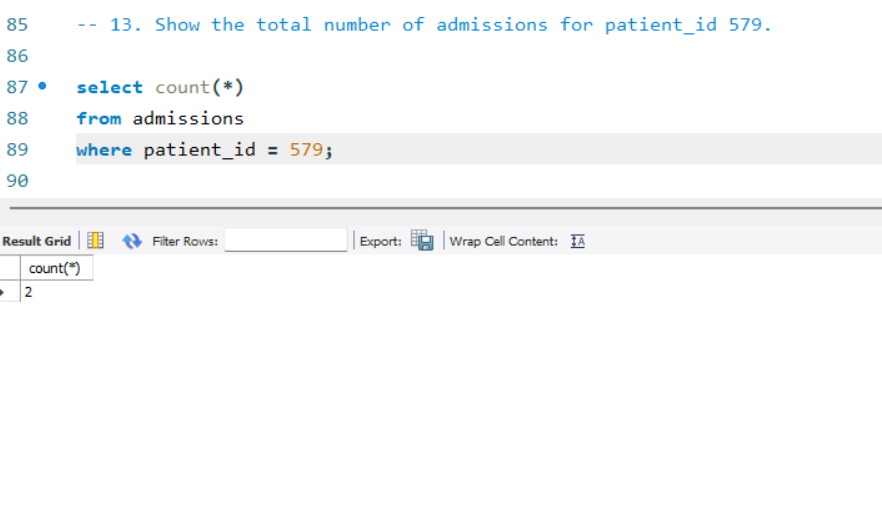 85 -- 13. Show the total number of admissions for patient_id 579.
86
87 select count(*)
88 from admissions
89 where patient_id = 579;
90
Result Grid Filter Rows: Export: Wrap Cell Content: IA
count(*)
2